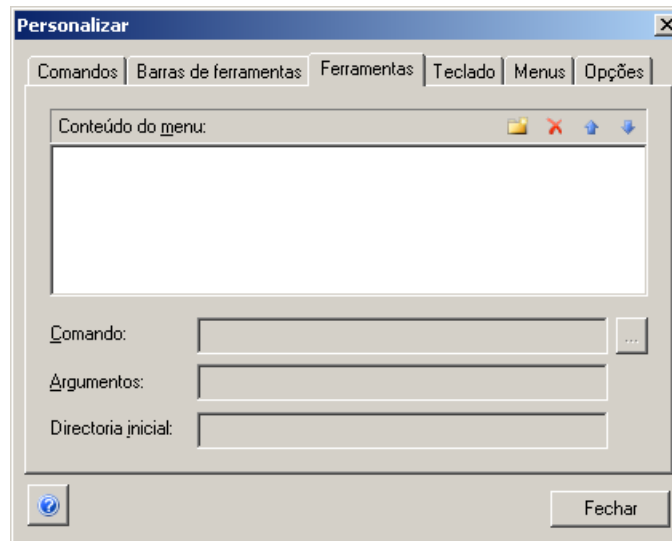 Personalizar
Comandos Barras de ferramentas Ferramentas Teclado Menus Opções
Conteúdo do menu:
Comando:
...
Argumentos:
Directoria inicial:
Fechar